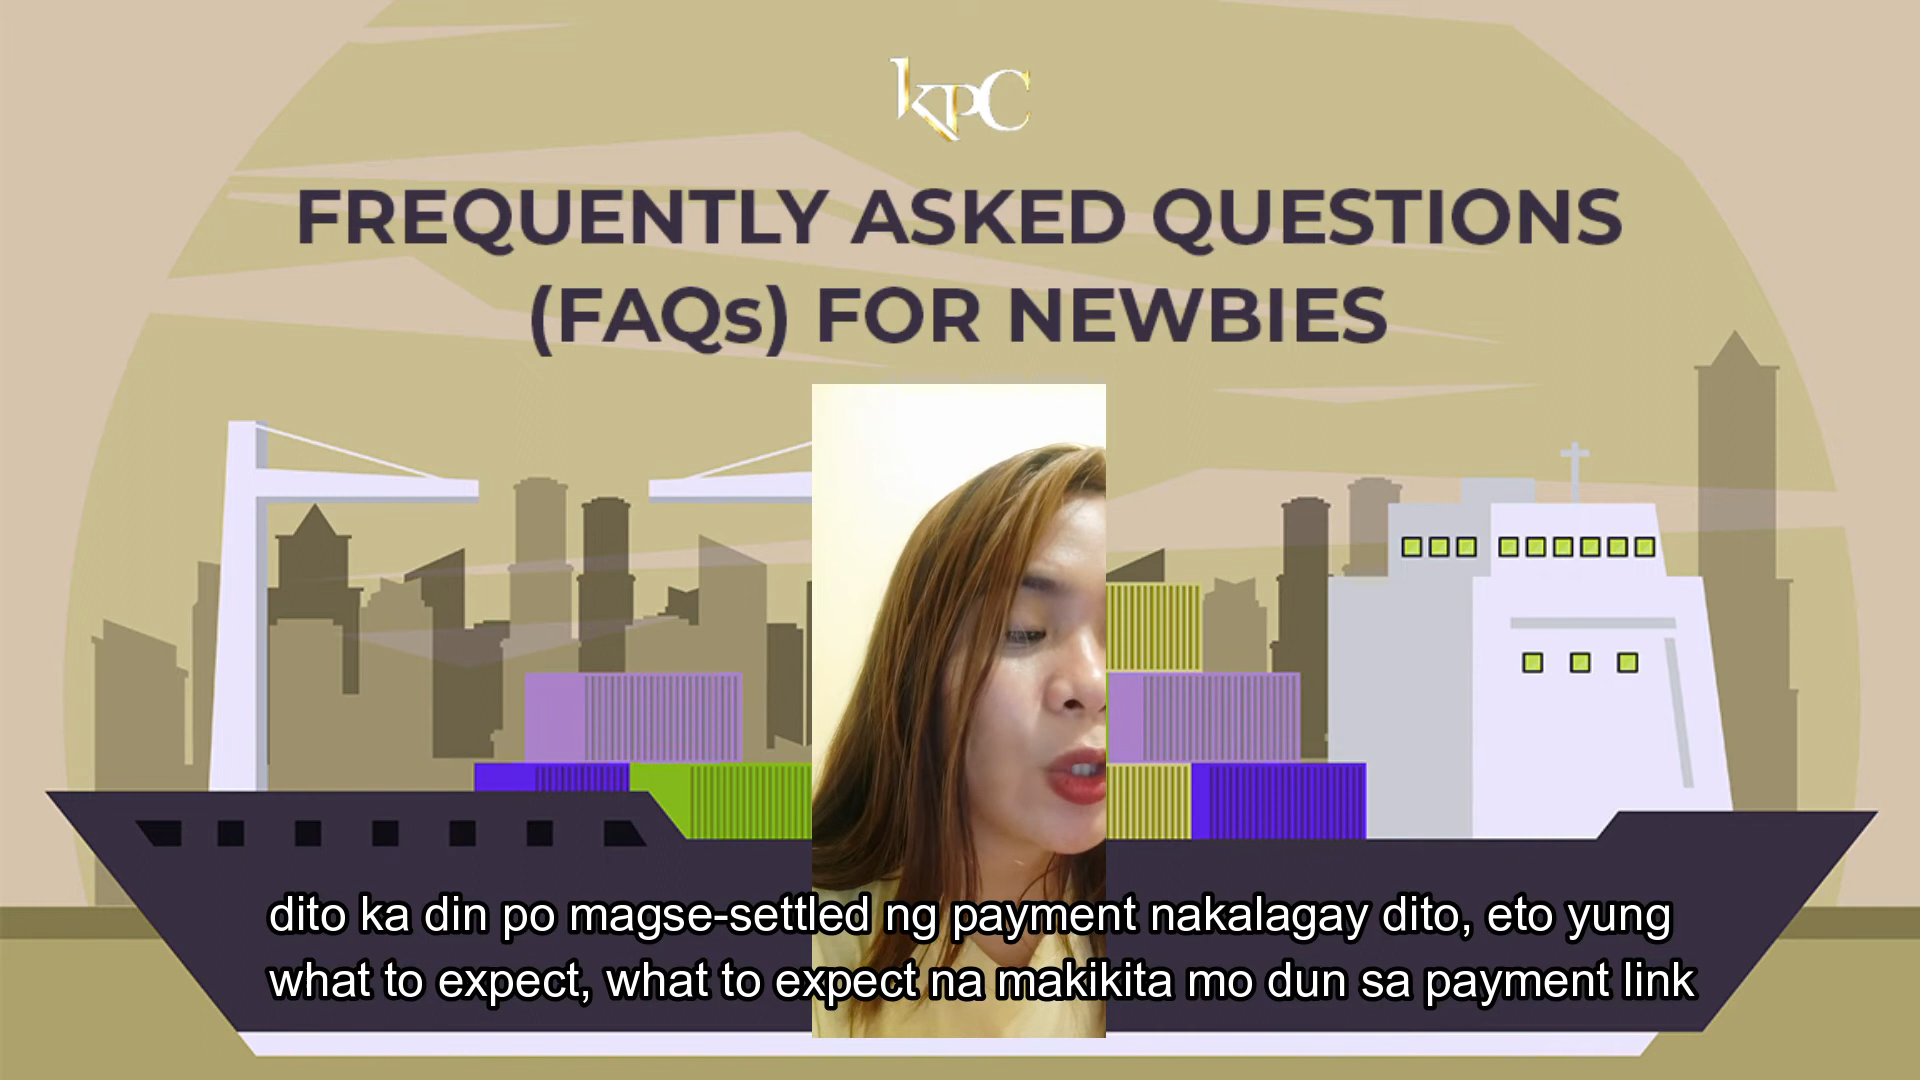 KPC
FREQUENTLY ASKED QUESTIONS
(FAQs) FOR NEWBIES
dito ka din po magse-settled ng payment nakalagay dito, eto yung
what to expect, what to expect na makikita mo dun sa payment link